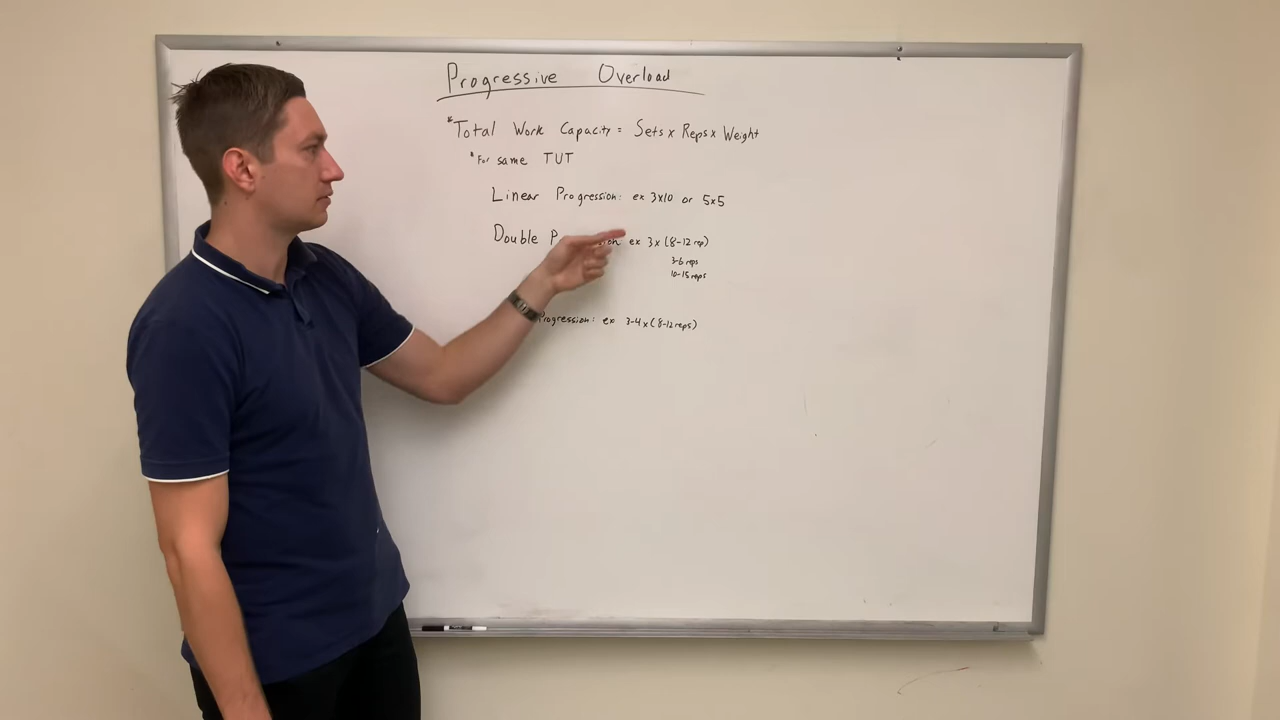 Progressive Overload
*Total Work Capacity = Sets x Reps x Weight
*For same TUT
Linear Progression: ex 3x10 or 5x5
Double ex 3x (8-12 rep)
3-6 reps
10-15 reps
Progression: ex 3-4 x (8-12 reps)